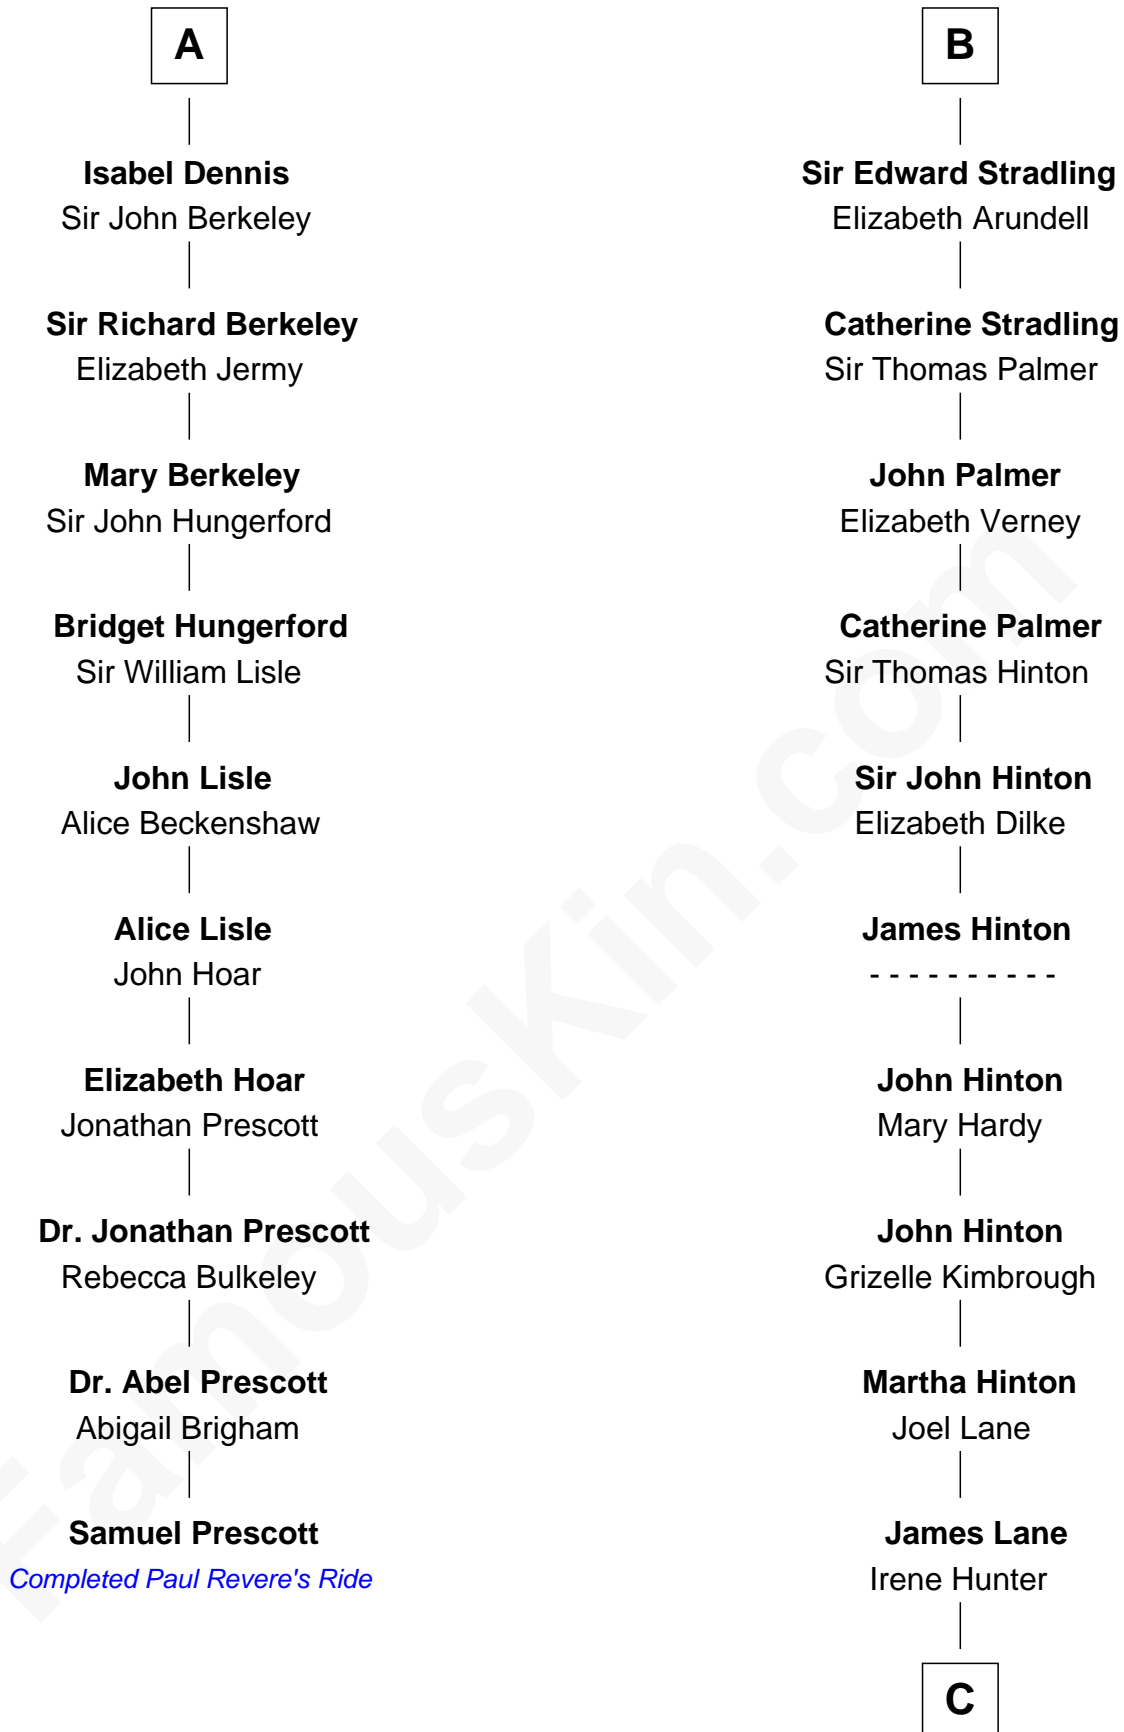 A
Isabel Dennis
Sir John Berkeley
Sir Richard Berkeley
Elizabeth Jermy
Mary Berkeley
Sir John Hungerford
Bridget Hungerford
Sir William Lisle
John Lisle
Alice Beckenshaw
Alice Lisle
John Hoar
Elizabeth Hoar
Jonathan Prescott
Dr. Jonathan Prescott
Rebecca Bulkeley
Dr. Abel Prescott
Abigail Brigham
Samuel Prescott
Completed Paul Revere's Ride
B
Sir Edward Stradling
Elizabeth Arundell
Catherine Stradling
Sir Thomas Palmer
John Palmer
Elizabeth Verney
Catherine Palmer
Sir Thomas Hinton
Sir John Hinton
Elizabeth Dilke
James Hinton
- - - - - - - - - -
John Hinton
Mary Hardy
John Hinton
Grizelle Kimbrough
Martha Hinton
Joel Lane
James Lane
Irene Hunter
C
FamousKin.com